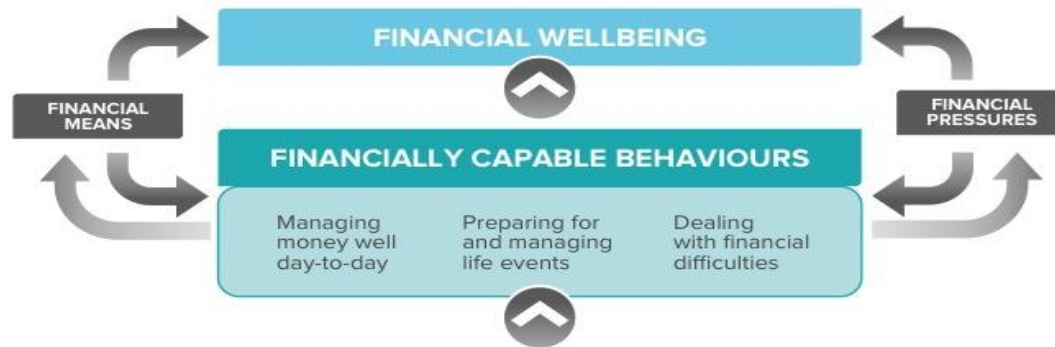 FINANCIAL WELLBEING
FINANCIAL
MEANS
FINANCIAL
PRESSURES
FINANCIALLY CAPABLE BEHAVIOURS
Managing
money well
day-to-day
Preparing for
and managing
life events
Dealing
with financial
difficulties